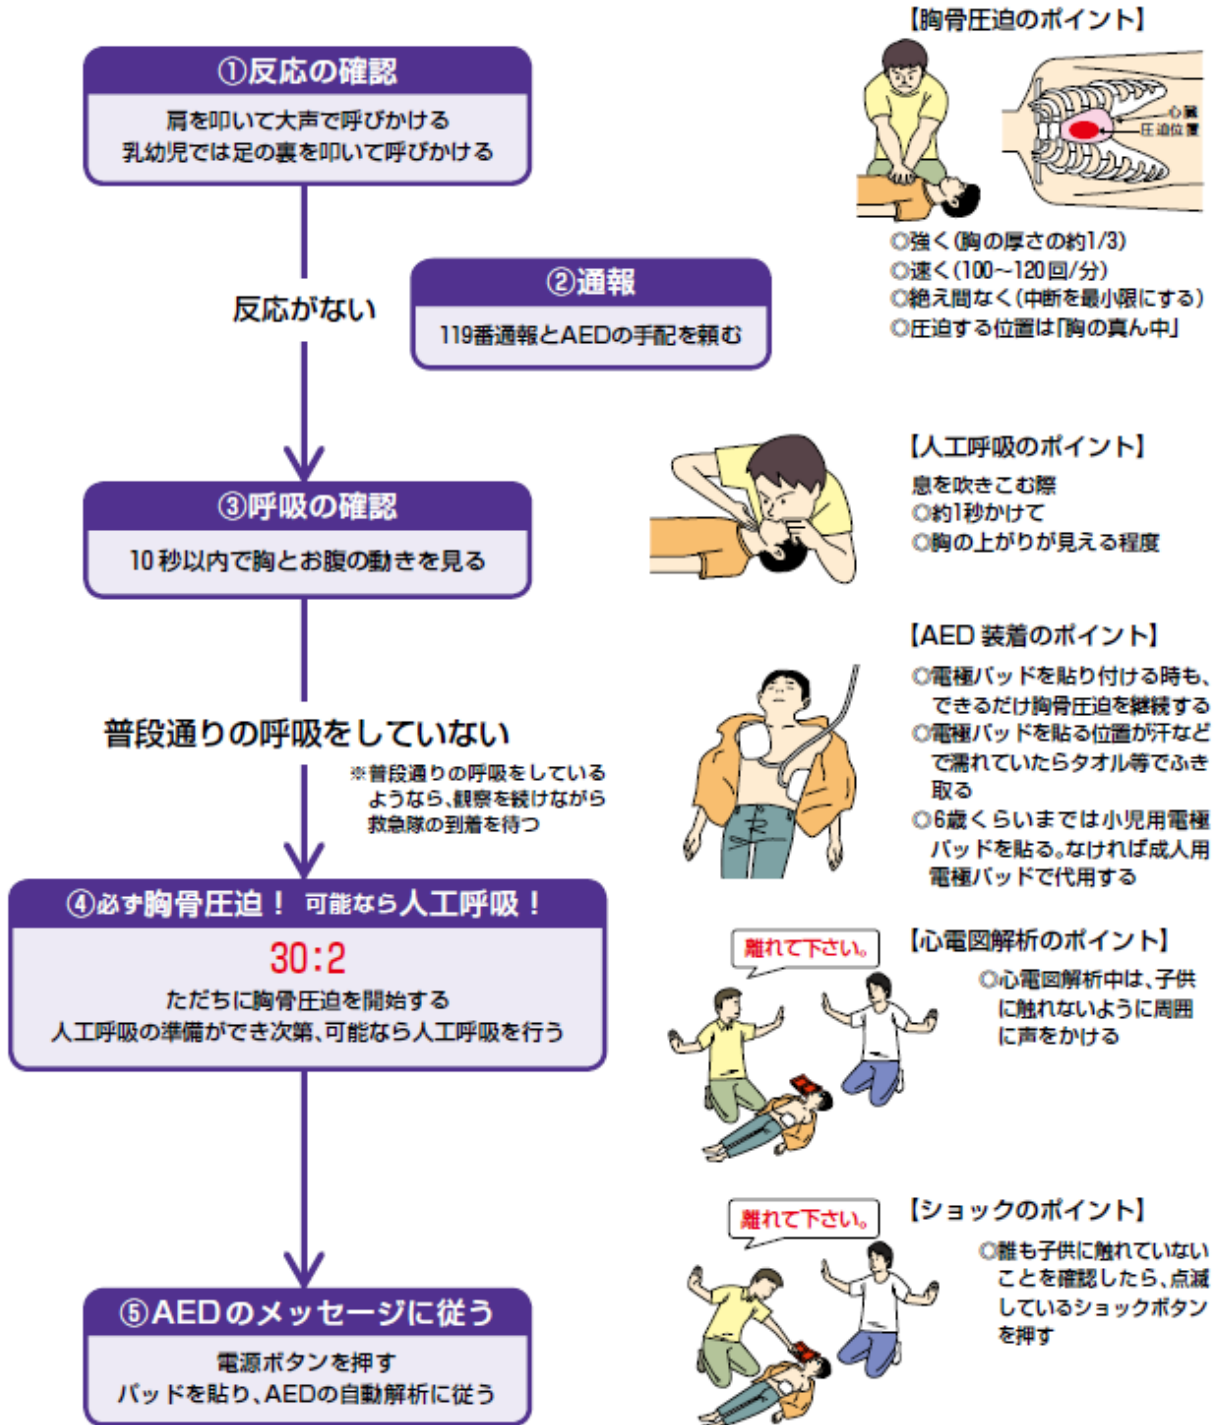 ①反応の確認
肩を叩いて大声で呼びかける
乳幼児では足の裏を叩いて呼びかける
反応がない
②通報
119番通報とAEDの手配を頼む
③呼吸の確認
10秒以内で胸とお腹の動きを見る
普段通りの呼吸をしていない
※普段通りの呼吸をしている
ようなら、観察を続けながら
救急隊の到着を待つ
④必ず胸骨圧迫！ 可能なら人工呼吸！
30:2
ただちに胸骨圧迫を開始する
人工呼吸の準備ができ次第、可能なら人工呼吸を行う
⑤AEDのメッセージに従う
電源ボタンを押す
パッドを貼り、AEDの自動解析に従う
【胸骨圧迫のポイント】
心臓
圧迫位置
◎強く(胸の厚さの約1/3)
◎速く(100〜120回/分)
◎絶え間なく(中断を最小限にする)
◎圧迫する位置は「胸の真ん中」
【人工呼吸のポイント】
息を吹きこむ際
◎約1秒かけて
◎胸の上がりが見える程度
【AED 装着のポイント】
◎電極パッドを貼り付ける時も、
できるだけ胸骨圧迫を継続する
◎電極パッドを貼る位置が汗など
で濡れていたらタオル等でふき
取る
◎6歳くらいまでは小児用電極
パッドを貼る。なければ成人用
電極パッドで代用する
【心電図解析のポイント】
離れて下さい。
◎心電図解析中は、子供
に触れないように周囲
に声をかける
【ショックのポイント】
離れて下さい。
◎誰も子供に触れていない
ことを確認したら、点滅
しているショックボタン
を押す